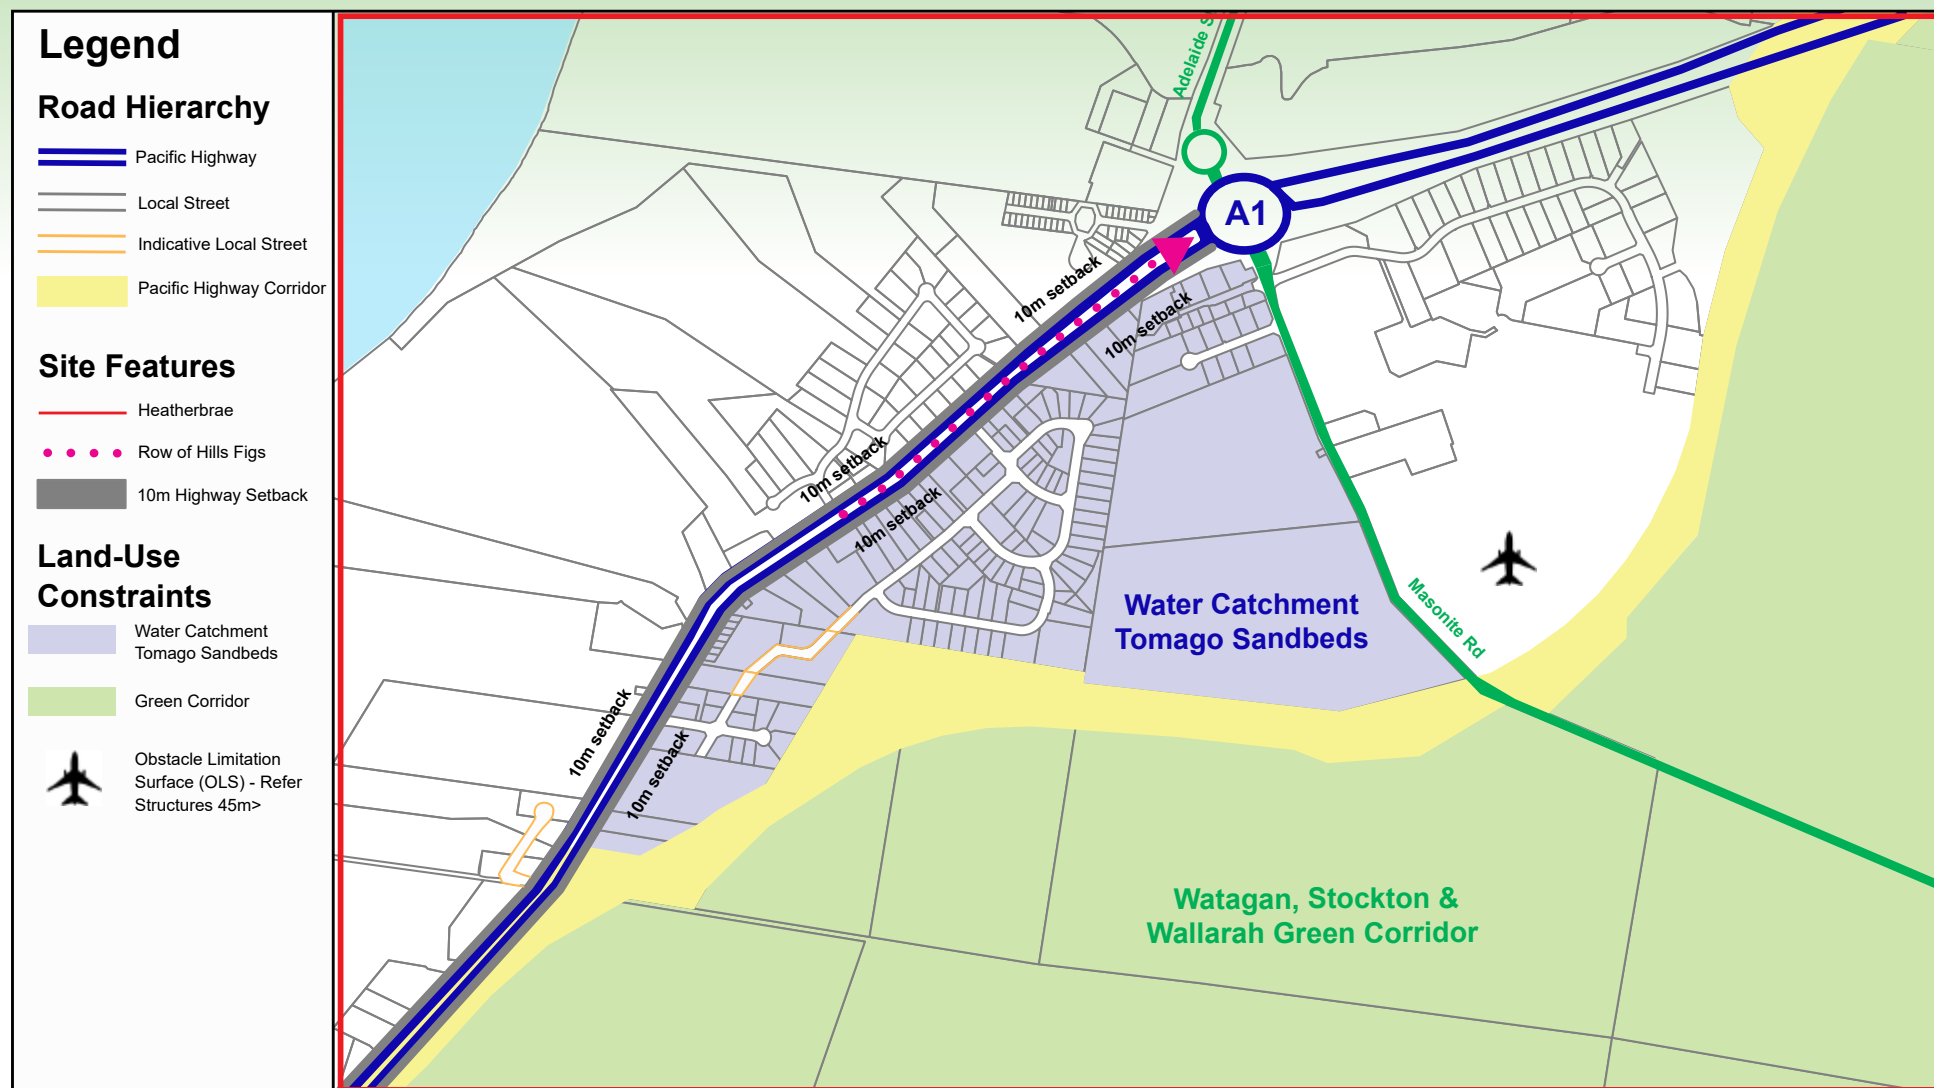 Legend
Road Hierarchy
Pacific Highway
Local Street
Indicative Local Street
Pacific Highway Corridor
Site Features
Heatherbrae
Row of Hills Figs
10m Highway Setback
Land-Use
Constraints
Water Catchment
Tomago Sandbeds
Green Corridor
Obstacle Limitation
Surface (OLS) - Refer
Structures 45m>
Adelaide S
A1
10m setback
10m setback
10m setback
10m setback
10m setback
10m setback
Water Catchment
Tomago Sandbeds
Masonite Rd
Watagan, Stockton &
Wallarah Green Corridor